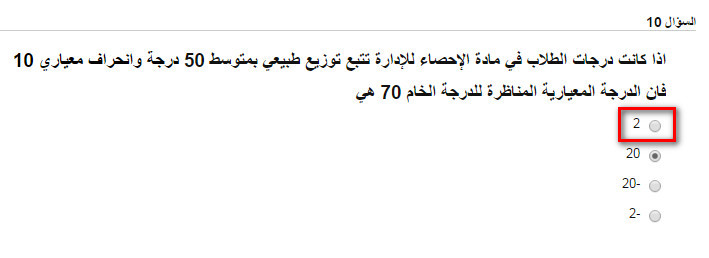 السؤال 10
اذا كانت درجات الطلاب في مادة الإحصاء للإدارة تتبع توزيع طبيعي بمتوسط 50 درجة وانحراف معياري 10
فان الدرجة المعيارية المناظرة للدرجة الخام 70 هي
2
20
20-
2-